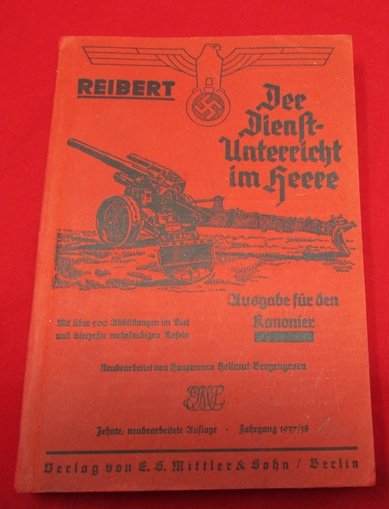 REIBERT
Der
Dienst-
Unterricht
im Heere
Ausgabe für den
Kanonier
Mit über 500 Abbildungen im Text
und vierzehn mehrfarbigen Tafeln
Neubearbeitet von Hauptmann Hellmut Bergengruen
Zehnte, neubearbeitete Auflage · Jahrgang 1937/38
Verlag von E. S. Mittler & Sohn / Berlin